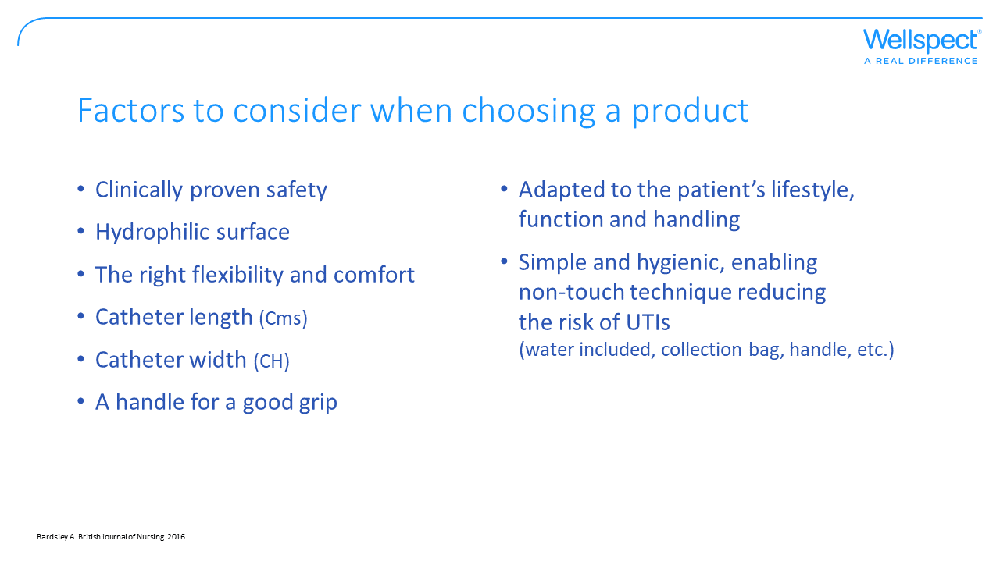 Wellspect®
A REAL DIFFERENCE
Factors to consider when choosing a product
• Clinically proven safety
• Hydrophilic surface
• The right flexibility and comfort
• Catheter length (Cms)
• Catheter width (CH)
• A handle for a good grip
• Adapted to the patient’s lifestyle,
function and handling
• Simple and hygienic, enabling
non-touch technique reducing
the risk of UTIs
(water included, collection bag, handle, etc.)
Bardsley A. British Journal of Nursing. 2016